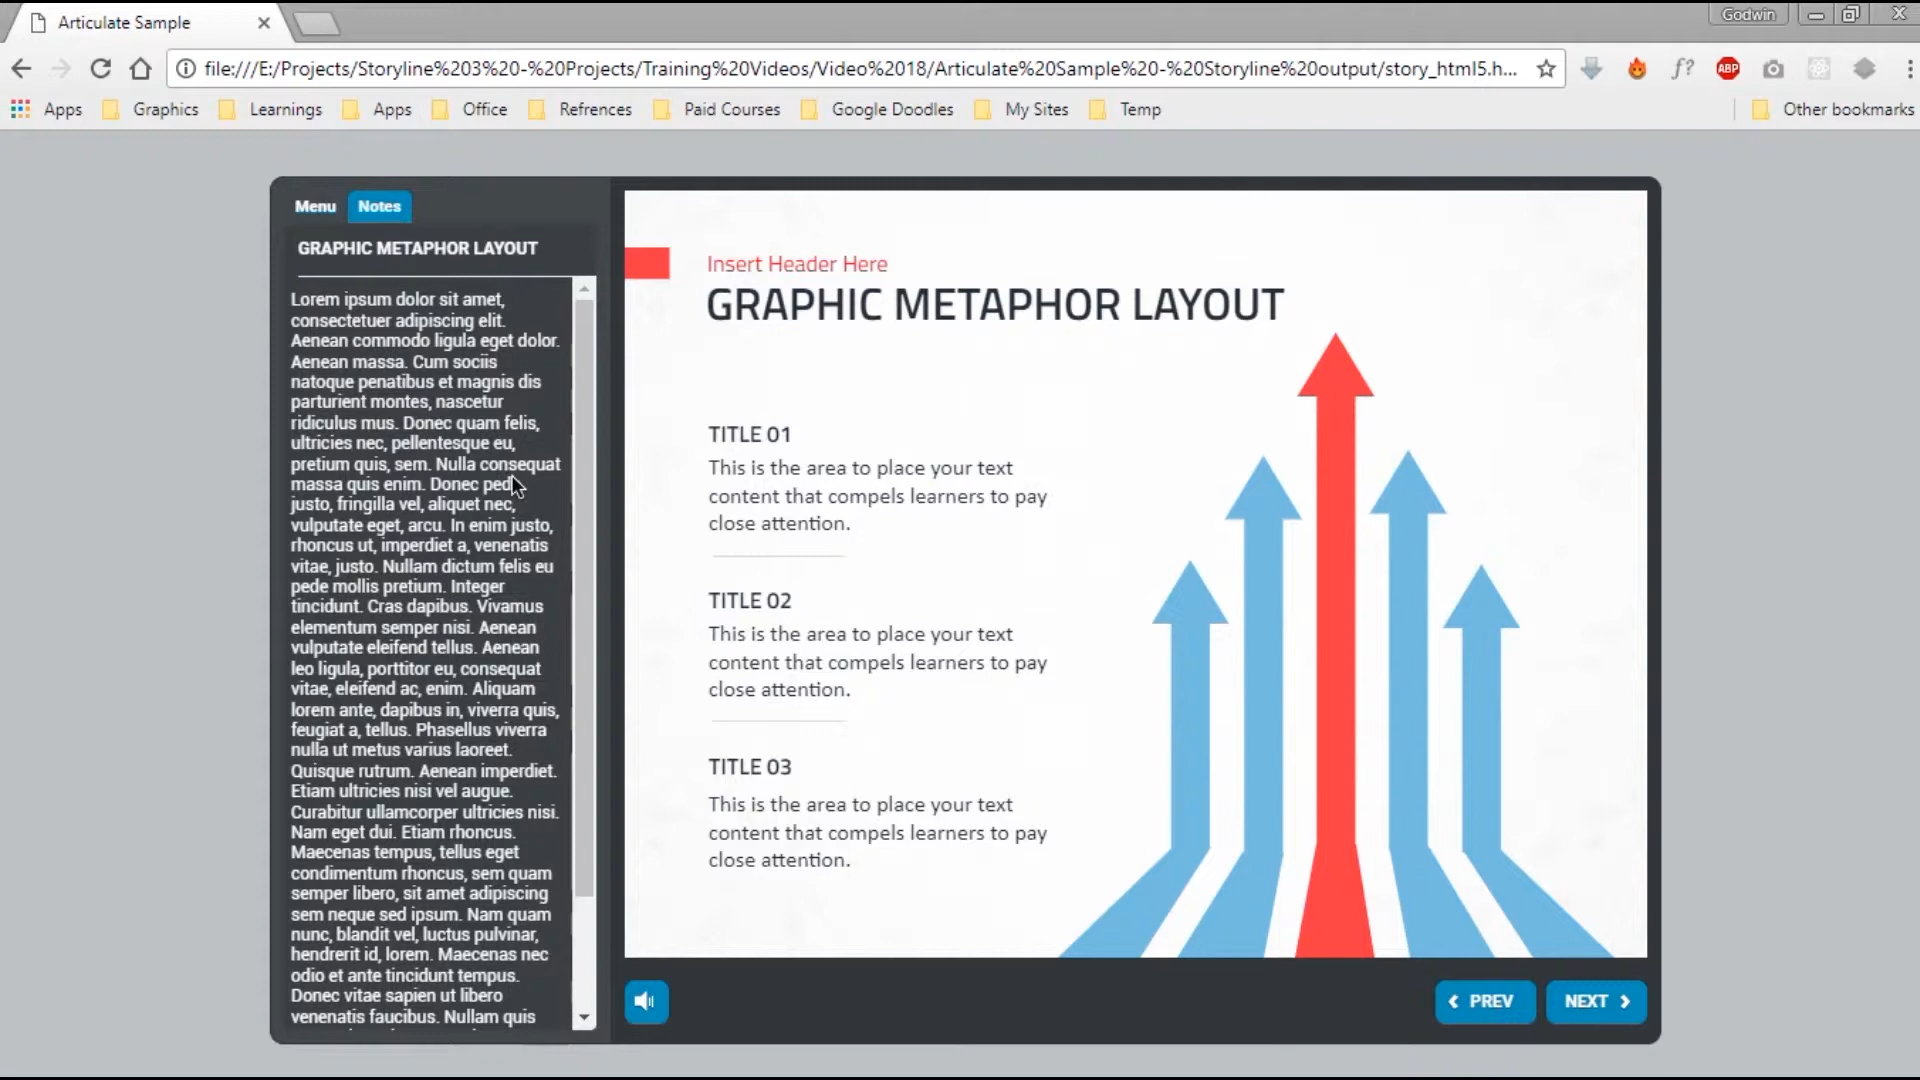 Articulate Sample
Godwin
file:///E:/Projects/Storyline%203%20-%20Projects/Training%20Videos/Video%2018/Articulate%20Sample%20-%20Storyline%20output/story_html5.h...
f?
ABP
Apps Graphics Learnings Apps Office Refrences Paid Courses Google Doodles My Sites Temp Other bookmarks
Menu Notes
GRAPHIC METAPHOR LAYOUT
Lorem ipsum dolor sit amet,
consectetuer adipiscing elit.
Aenean commodo ligula eget dolor.
Aenean massa. Cum sociis
natoque penatibus et magnis dis
parturient montes, nascetur
ridiculus mus. Donec quam felis,
ultricies nec, pellentesque eu,
pretium quis, sem. Nulla consequat
massa quis enim. Donec pede
justo, fringilla vel, aliquet nec,
vulputate eget, arcu. In enim justo,
rhoncus ut, imperdiet a, venenatis
vitae, justo. Nullam dictum felis eu
pede mollis pretium. Integer
tincidunt. Cras dapibus. Vivamus
elementum semper nisi. Aenean
vulputate eleifend tellus. Aenean
leo ligula, porttitor eu, consequat
vitae, eleifend ac, enim. Aliquam
lorem ante, dapibus in, viverra quis,
feugiat a, tellus. Phasellus viverra
nulla ut metus varius laoreet.
Quisque rutrum. Aenean imperdiet.
Etiam ultricies nisi vel augue.
Curabitur ullamcorper ultricies nisi.
Nam eget dui. Etiam rhoncus.
Maecenas tempus, tellus eget
condimentum rhoncus, sem quam
semper libero, sit amet adipiscing
sem neque sed ipsum. Nam quam
nunc, blandit vel, luctus pulvinar,
hendrerit id, lorem. Maecenas nec
odio et ante tincidunt tempus.
Donec vitae sapien ut libero
venenatis faucibus. Nullam quis
Insert Header Here
GRAPHIC METAPHOR LAYOUT
TITLE 01
This is the area to place your text
content that compels learners to pay
close attention.
TITLE 02
This is the area to place your text
content that compels learners to pay
close attention.
TITLE 03
This is the area to place your text
content that compels learners to pay
close attention.
PREV NEXT